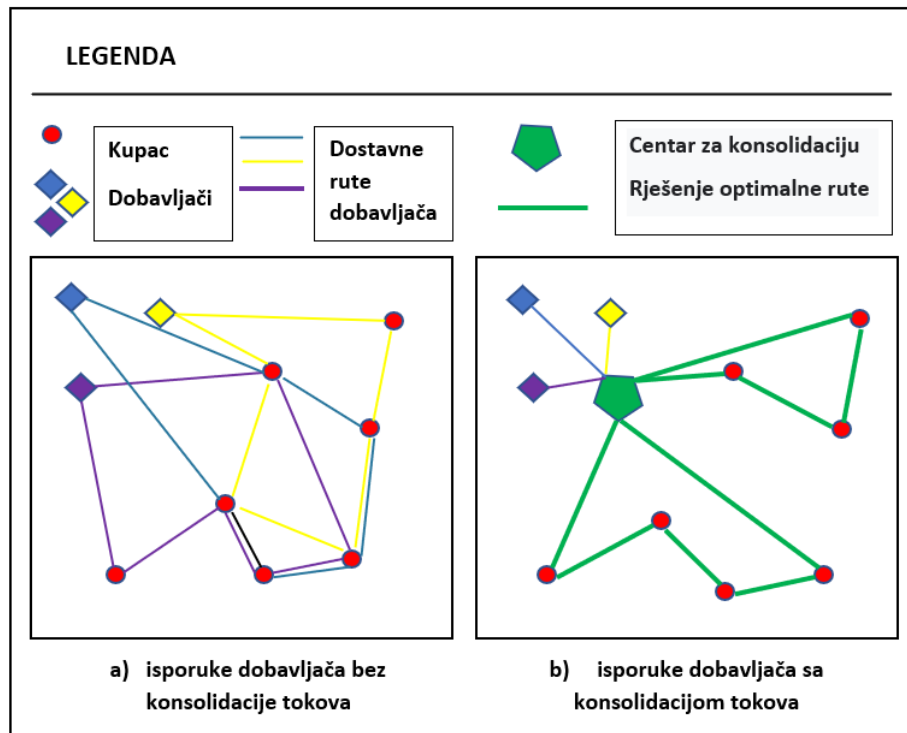 LEGENDA
Kupac
Dobavljači
Dostavne
rute
dobavljača
Centar za konsolidaciju
Rješenje optimalne rute
a) isporuke dobavljača bez
konsolidacije tokova
b) isporuke dobavljača sa
konsolidacijom tokova